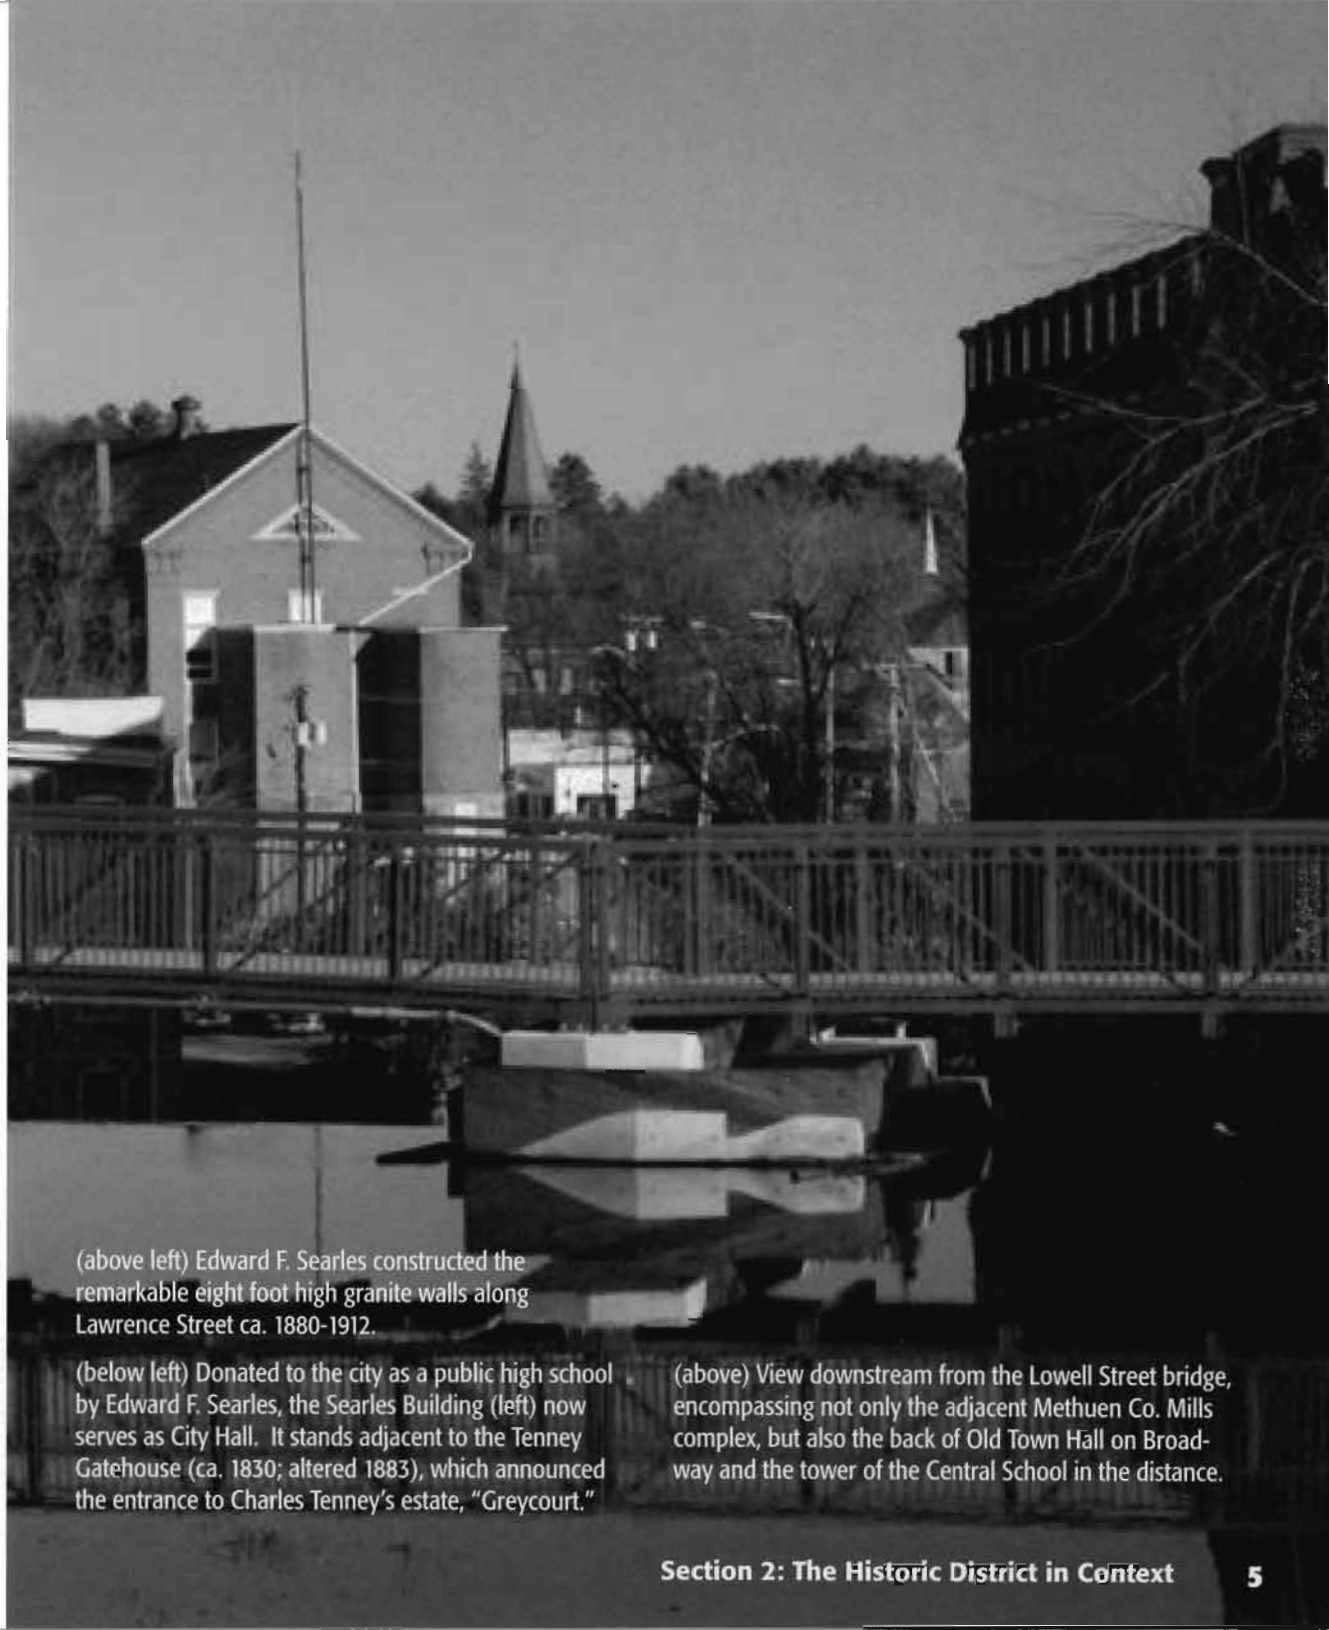 (above left) Edward F. Searles constructed the
remarkable eight foot high granite walls along
Lawrence Street ca. 1880-1912.
(below left) Donated to the city as a public high school
by Edward F. Searles, the Searles Building (left) now
serves as City Hall.  It stands adjacent to the Tenney
Gatehouse (ca. 1830; altered 1883), which announced
the entrance to Charles Tenney’s estate, “Greycourt.”
(above) View downstream from the Lowell Street bridge,
encompassing not only the adjacent Methuen Co. Mills
complex, but also the back of Old Town Hall on Broad-
way and the tower of the Central School in the distance.
Section 2: The Historic District in Context 5